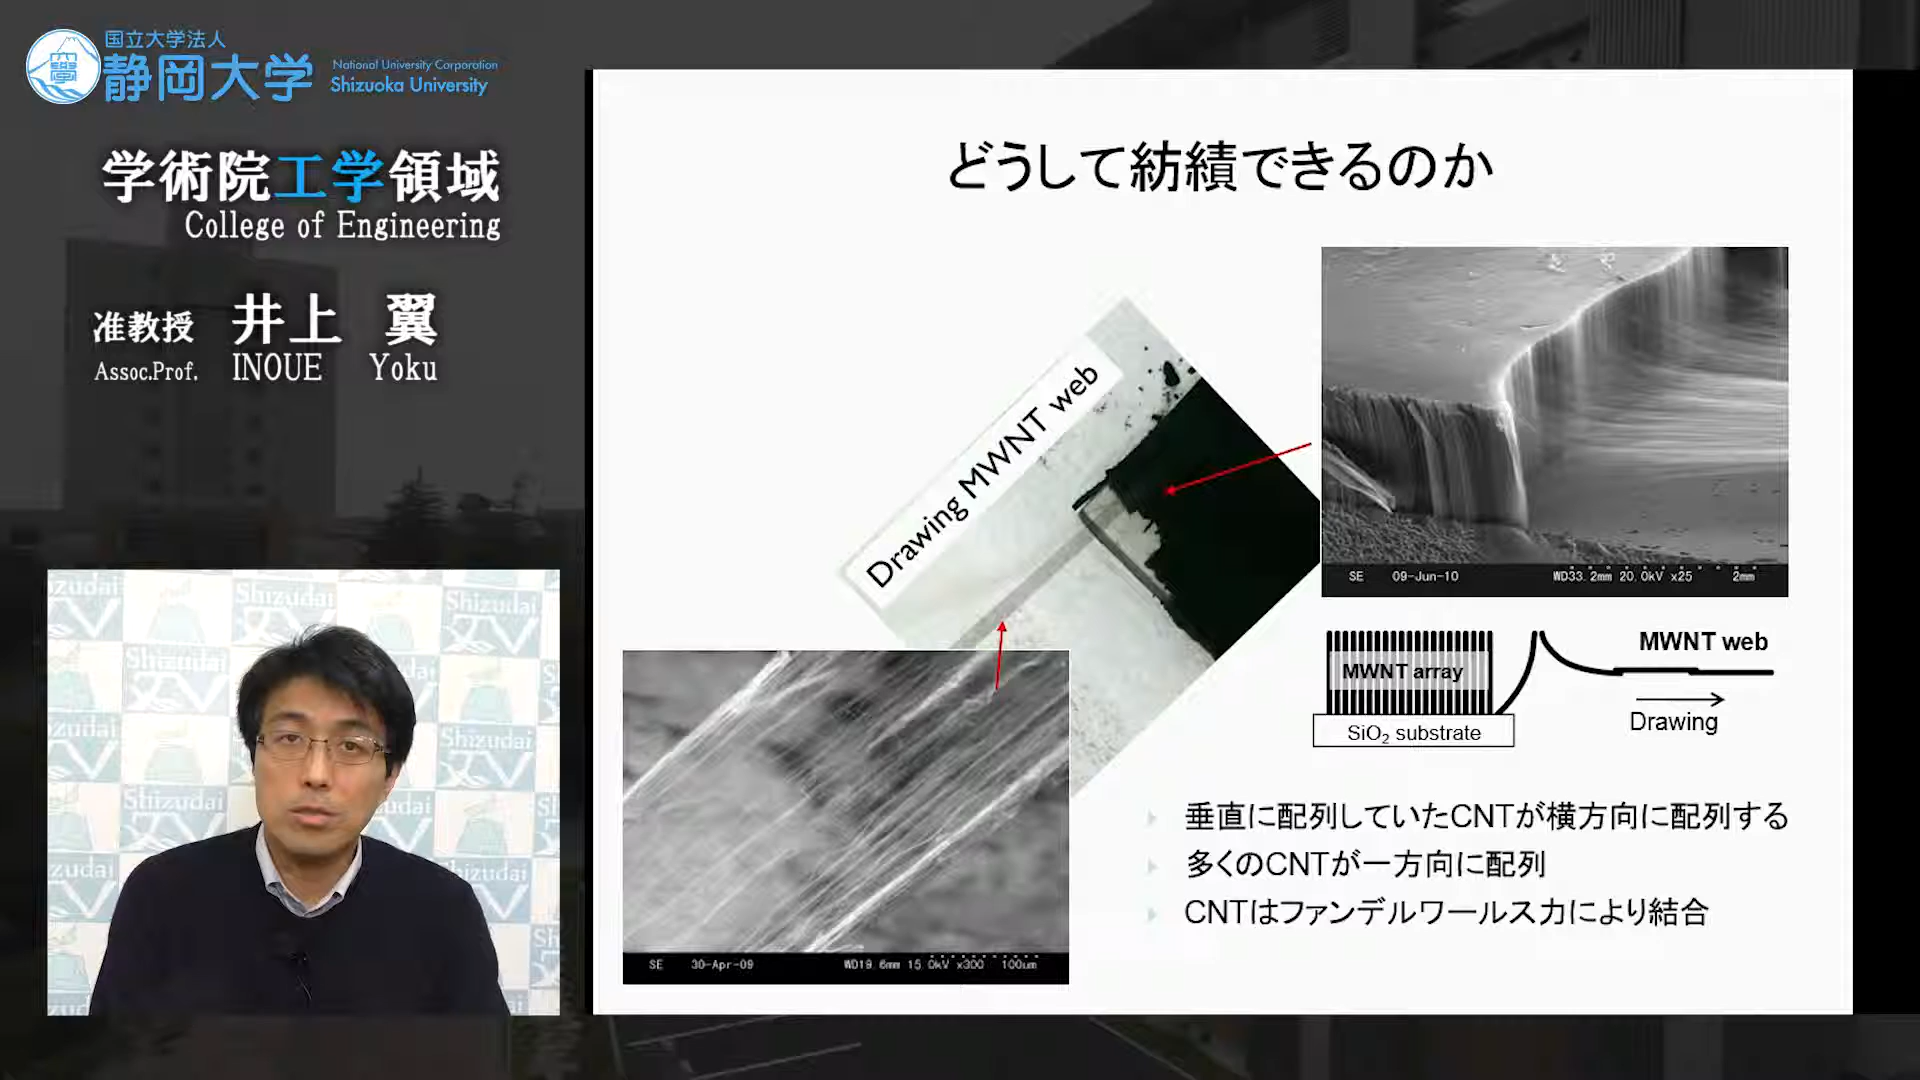 国立大学法人
静岡大学
National University Corporation
Shizuoka University
学術院工学領域
College of Engineering
准教授 井上 翼
Assoc.Prof. INOUE Yoku
どうして紡績できるのか
Drawing MWNT web
SE 09-Jun-10 WD33.2mm 20.0kV x25 2mm
MWNT array
SiO₂ substrate
MWNT web
Drawing
SE 30-Apr-09 WD19.6mm 15.0kV x300 100um
垂直に配列していたCNTが横方向に配列する
多くのCNTが一方向に配列
CNTはファンデルワールス力により結合
Shizudai
TV